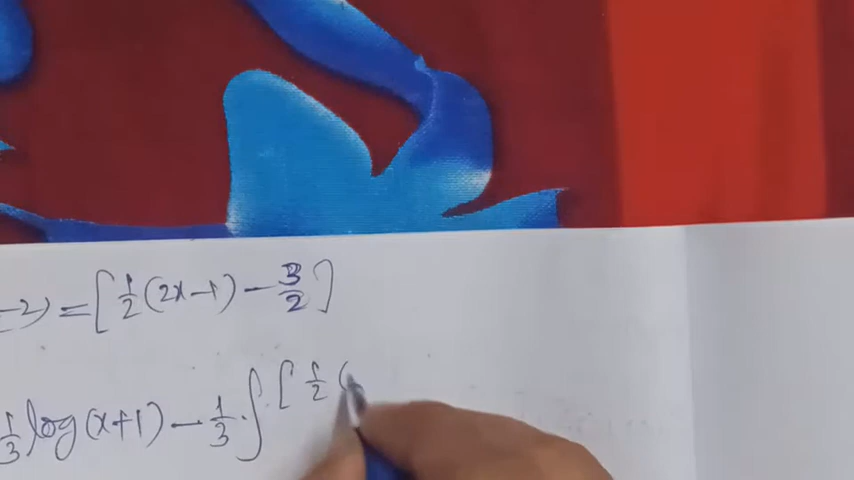 -2) = [1/2 (2x-1) - 3/2]
1/3 log (x+1) - 1/3 . ∫ [1/2 (